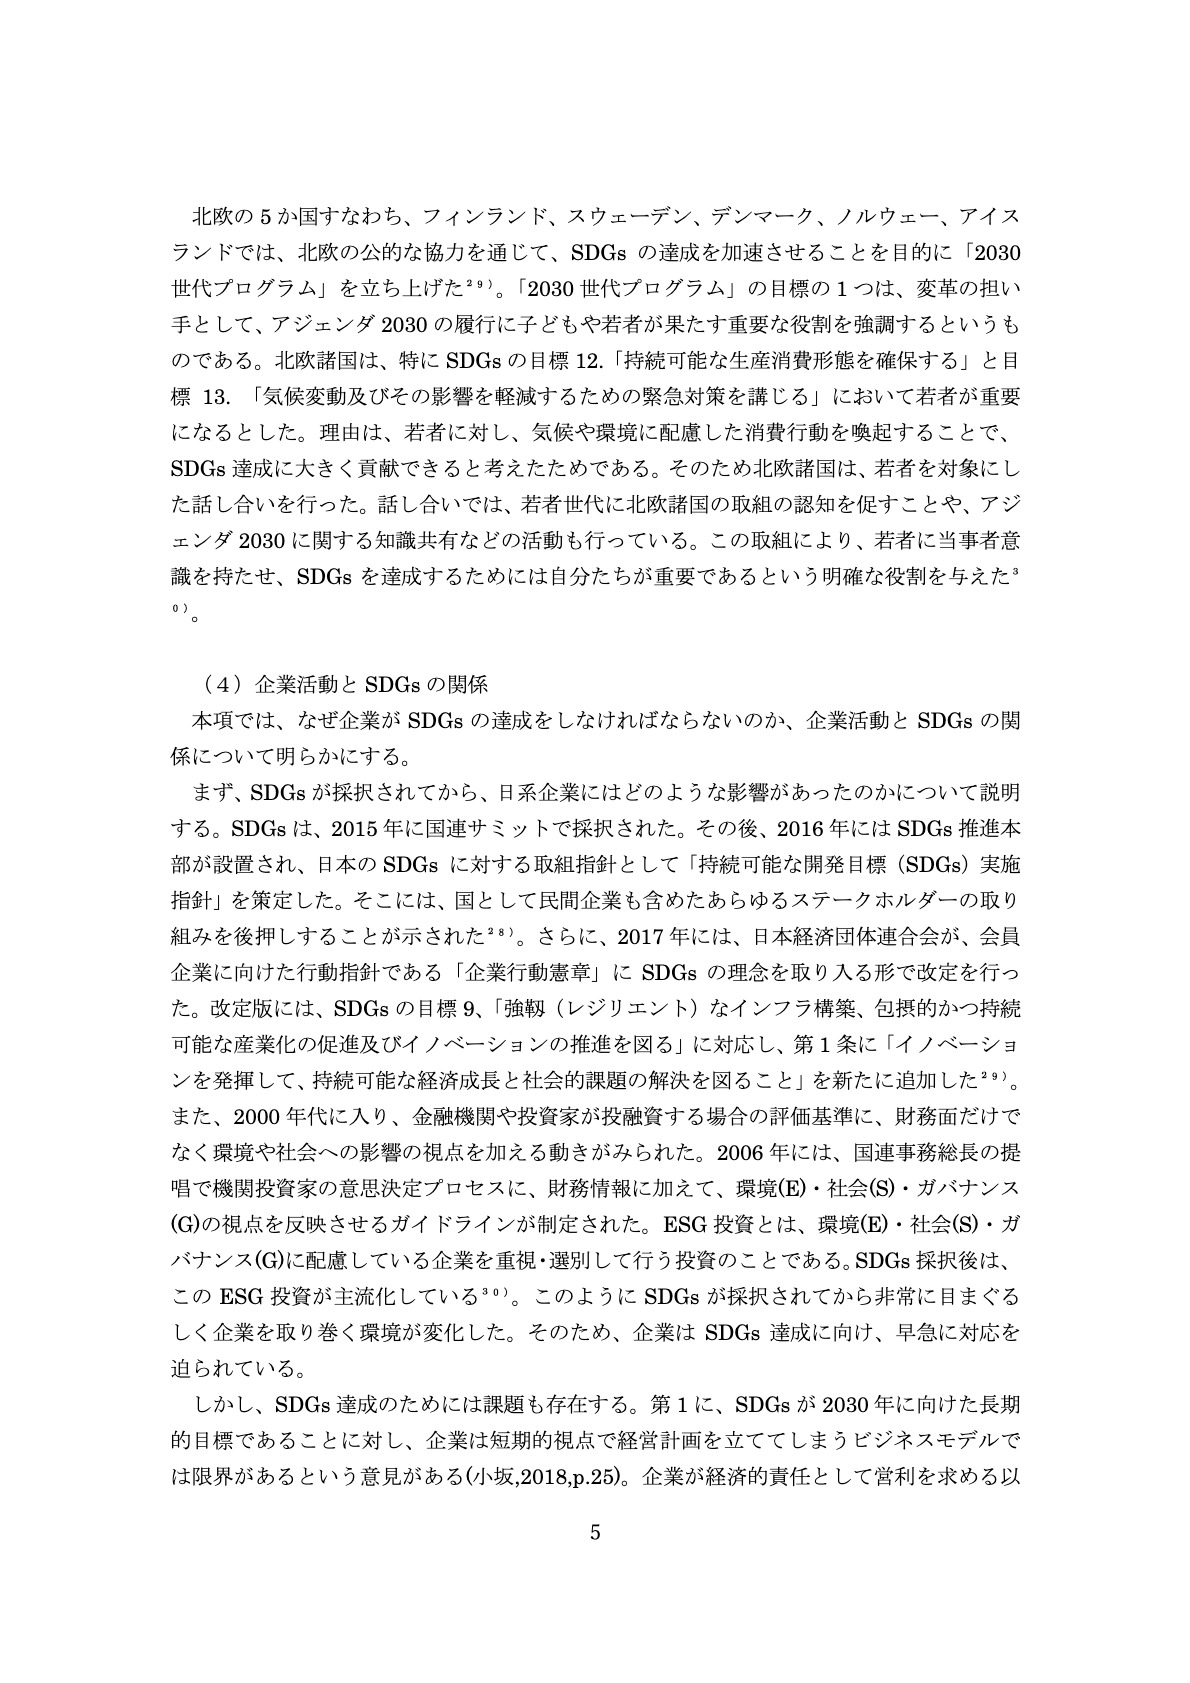 北欧の 5 か国すなわち、フィンランド、スウェーデン、デンマーク、ノルウェー、アイス
ランドでは、北欧の公的な協力を通じて、SDGs の達成を加速させることを目的に「2030
世代プログラム」を立ち上げた²⁹⁾。「2030 世代プログラム」の目標の 1 つは、変革の担い
手として、アジェンダ 2030 の履行に子どもや若者が果たす重要な役割を強調するというも
のである。北欧諸国は、特に SDGs の目標 12.「持続可能な生産消費形態を確保する」と目
標 13. 「気候変動及びその影響を軽減するための緊急対策を講じる」において若者が重要
になるとした。理由は、若者に対し、気候や環境に配慮した消費行動を喚起することで、
SDGs 達成に大きく貢献できると考えたためである。そのため北欧諸国は、若者を対象にし
た話し合いを行った。話し合いでは、若者世代に北欧諸国の取組の認知を促すことや、アジ
ェンダ 2030 に関する知識共有などの活動も行っている。この取組により、若者に当事者意
識を持たせ、SDGs を達成するためには自分たちが重要であるという明確な役割を与えた³
⁰⁾。
（4）企業活動と SDGs の関係
本項では、なぜ企業が SDGs の達成をしなければならないのか、企業活動と SDGs の関
係について明らかにする。
まず、SDGs が採択されてから、日系企業にはどのような影響があったのかについて説明
する。SDGs は、2015 年に国連サミットで採択された。その後、2016 年には SDGs 推進本
部が設置され、日本の SDGs に対する取組指針として「持続可能な開発目標（SDGs）実施
指針」を策定した。そこには、国として民間企業も含めたあらゆるステークホルダーの取り
組みを後押しすることが示された²⁸⁾。さらに、2017 年には、日本経済団体連合会が、会員
企業に向けた行動指針である「企業行動憲章」に SDGs の理念を取り入る形で改定を行っ
た。改定版には、SDGs の目標 9、「強靱（レジリエント）なインフラ構築、包摂的かつ持続
可能な産業化の促進及びイノベーションの推進を図る」に対応し、第 1 条に「イノベーショ
ンを発揮して、持続可能な経済成長と社会的課題の解決を図ること」を新たに追加した²⁹⁾。
また、2000 年代に入り、金融機関や投資家が投融資する場合の評価基準に、財務面だけで
なく環境や社会への影響の視点を加える動きがみられた。2006 年には、国連事務総長の提
唱で機関投資家の意思決定プロセスに、財務情報に加えて、環境(E)・社会(S)・ガバナンス
(G)の視点を反映させるガイドラインが制定された。ESG 投資とは、環境(E)・社会(S)・ガ
バナンス(G)に配慮している企業を重視・選別して行う投資のことである。SDGs 採択後は、
この ESG 投資が主流化している³⁰⁾。このように SDGs が採択されてから非常に目まぐる
しく企業を取り巻く環境が変化した。そのため、企業は SDGs 達成に向け、早急に対応を
迫られている。
しかし、SDGs 達成のためには課題も存在する。第 1 に、SDGs が 2030 年に向けた長期
的目標であることに対し、企業は短期的視点で経営計画を立ててしまうビジネスモデルで
は限界があるという意見がある(小坂,2018,p.25)。企業が経済的責任として営利を求める以
5